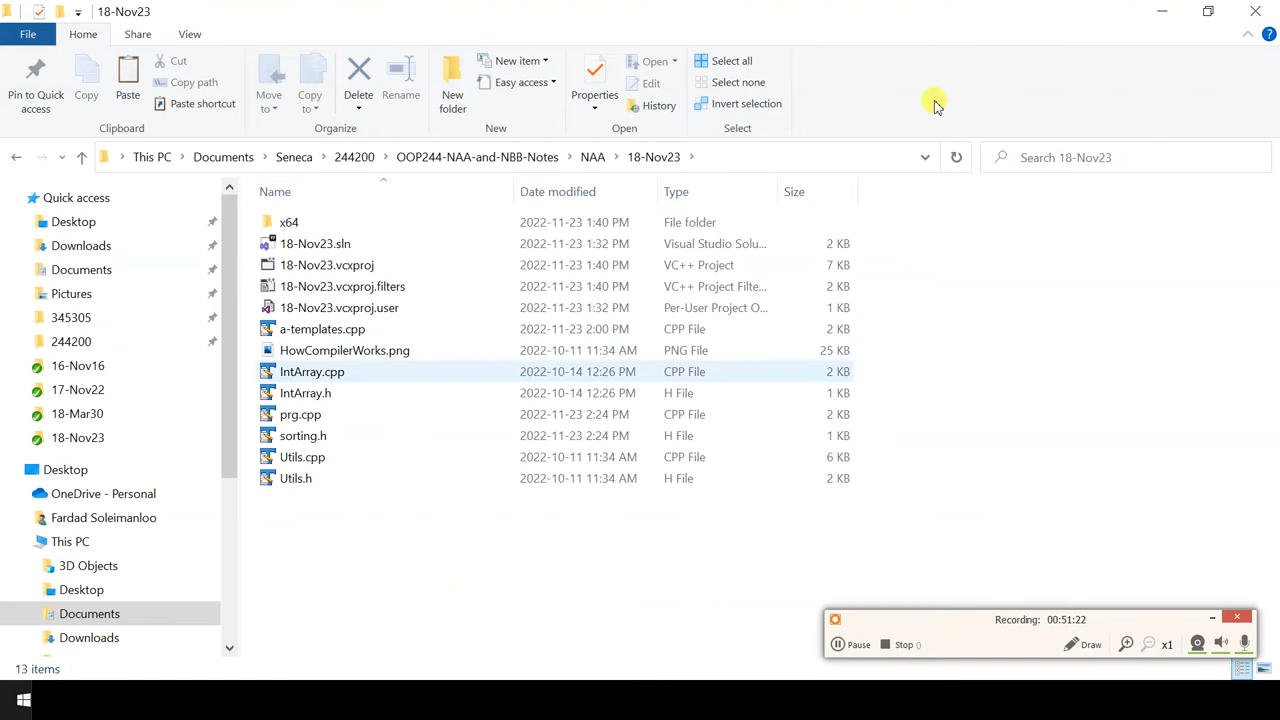 18-Nov23
File Home Share View
Pin to Quick access
Copy
Paste
Cut
Copy path
Paste shortcut
Clipboard
Move to
Copy to
Delete
Rename
Organize
New folder
New item
Easy access
New
Properties
Open
Edit
History
Open
Select all
Select none
Invert selection
Select
This PC Documents Seneca 244200 OOP244-NAA-and-NBB-Notes NAA 18-Nov23
Search 18-Nov23
Quick access
Desktop
Downloads
Documents
Pictures
345305
244200
16-Nov16
17-Nov22
18-Mar30
18-Nov23
Desktop
OneDrive - Personal
Fardad Soleimanloo
This PC
3D Objects
Desktop
Documents
Downloads
Name Date modified Type Size
x64 2022-11-23 1:40 PM File folder
18-Nov23.sln 2022-11-23 1:32 PM Visual Studio Solu... 2 KB
18-Nov23.vcxproj 2022-11-23 1:40 PM VC++ Project 7 KB
18-Nov23.vcxproj.filters 2022-11-23 1:40 PM VC++ Project Filte... 2 KB
18-Nov23.vcxproj.user 2022-11-23 1:32 PM Per-User Project O... 1 KB
a-templates.cpp 2022-11-23 2:00 PM CPP File 2 KB
HowCompilerWorks.png 2022-10-11 11:34 AM PNG File 25 KB
IntArray.cpp 2022-10-14 12:26 PM CPP File 2 KB
IntArray.h 2022-10-14 12:26 PM H File 1 KB
prg.cpp 2022-11-23 2:24 PM CPP File 2 KB
sorting.h 2022-11-23 2:24 PM H File 1 KB
Utils.cpp 2022-10-11 11:34 AM CPP File 6 KB
Utils.h 2022-10-11 11:34 AM H File 2 KB
Recording: 00:51:22
Pause Stop () Draw x1
13 items